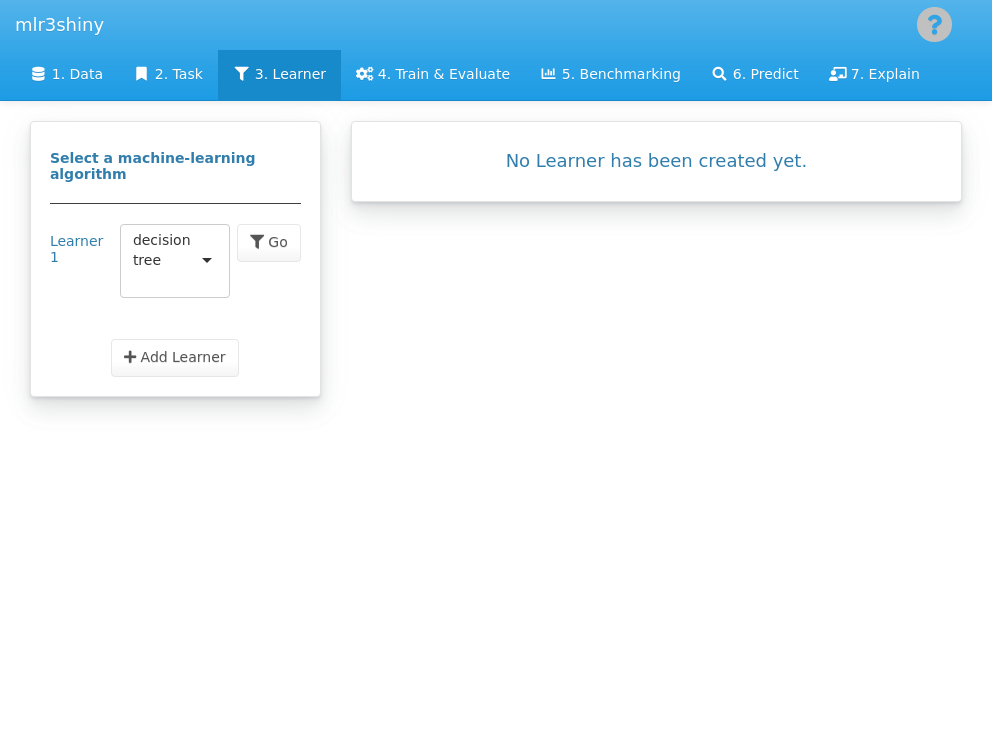 mlr3shiny
?
1. Data
2. Task
3. Learner
4. Train & Evaluate
5. Benchmarking
6. Predict
7. Explain
Select a machine-learning
algorithm
Learner
1
decision
tree
Go
Add Learner
No Learner has been created yet.